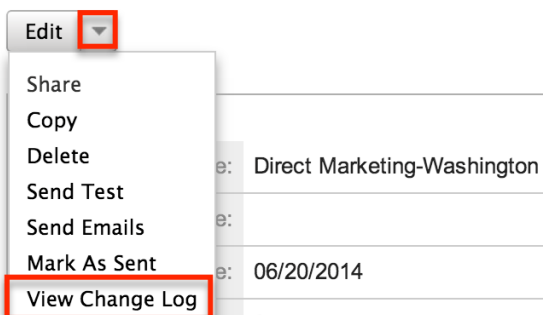 Edit
Share
Copy
Delete
Send Test
Send Emails
Mark As Sent
View Change Log
e: Direct Marketing-Washington
e:
e: 06/20/2014